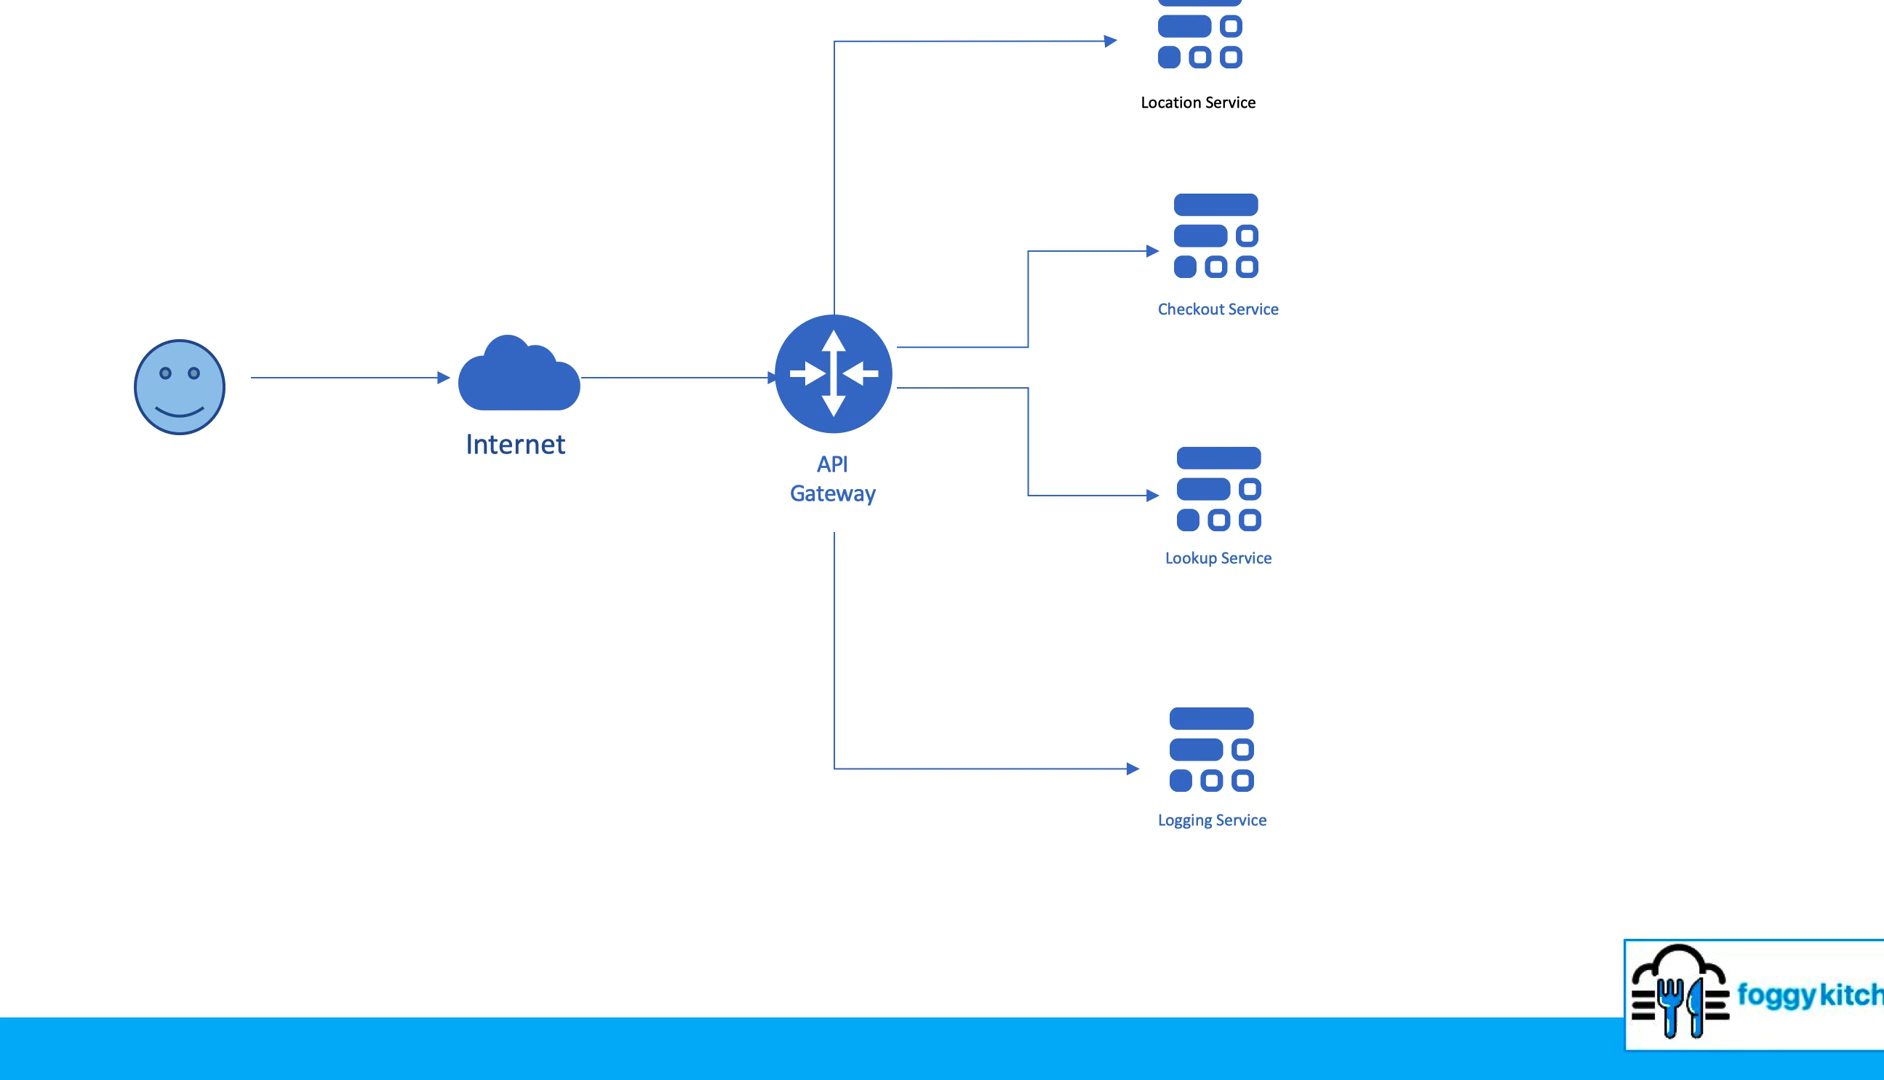 Location Service
Checkout Service
Internet
API
Gateway
Lookup Service
Logging Service
foggykitch